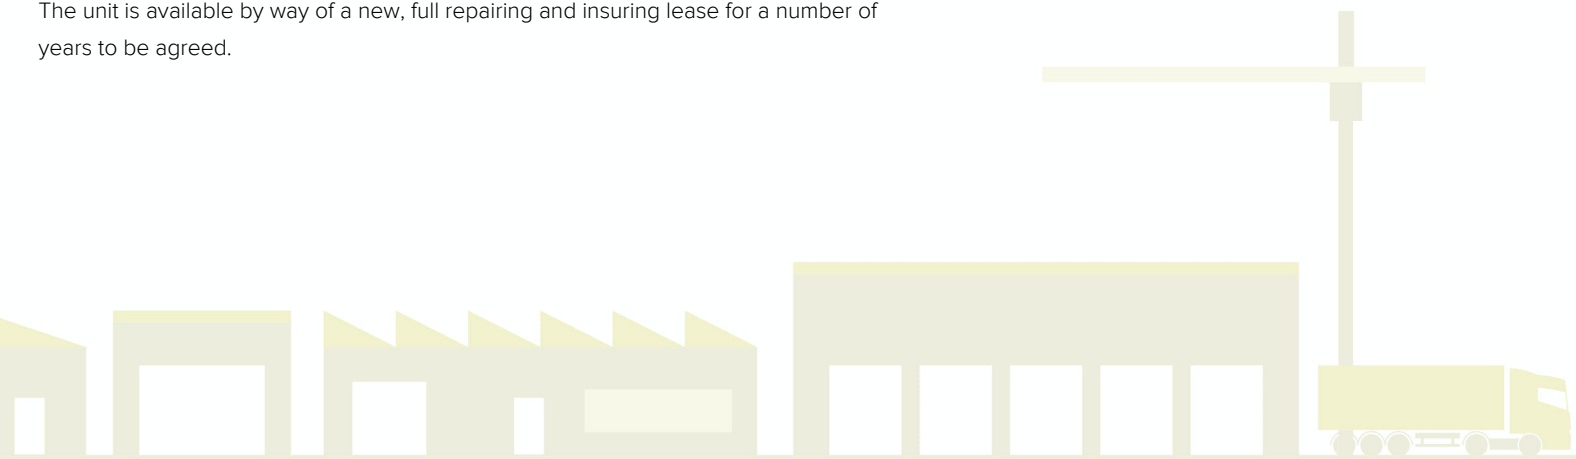 The unit is available by way of a new, full repairing and insuring lease for a number of
years to be agreed.